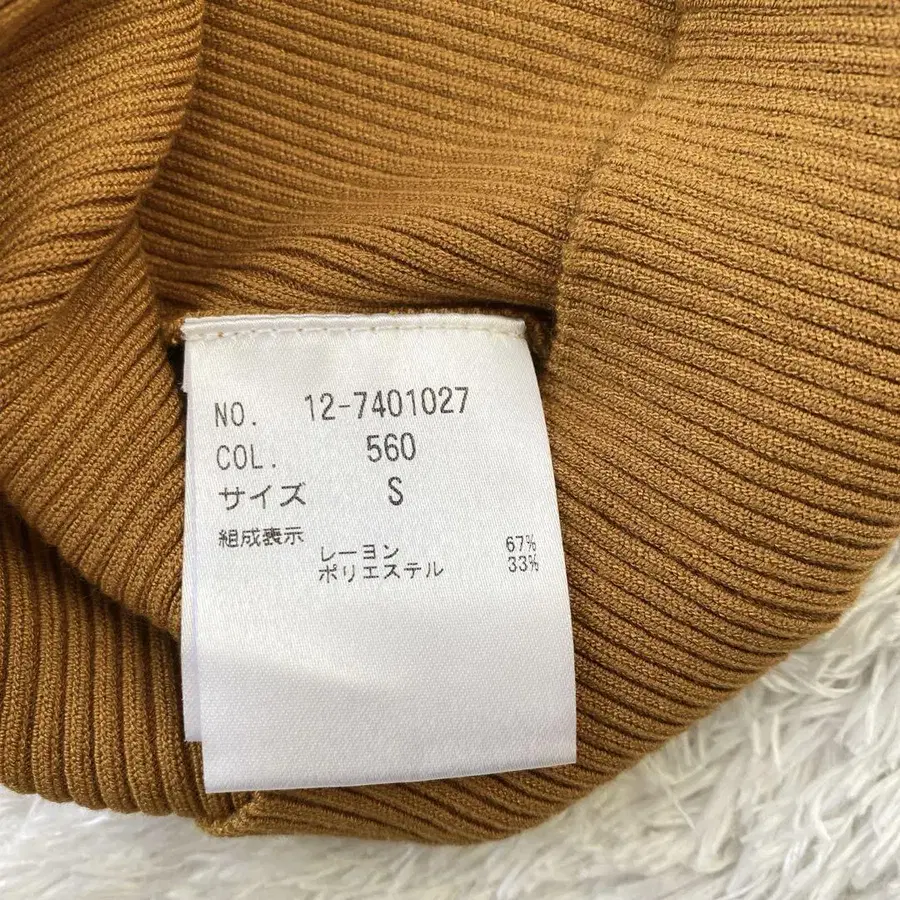 NO. 12-7401027
COL. 560
サイズ S
組成表示
レーヨン 67%
ポリエステル 33%